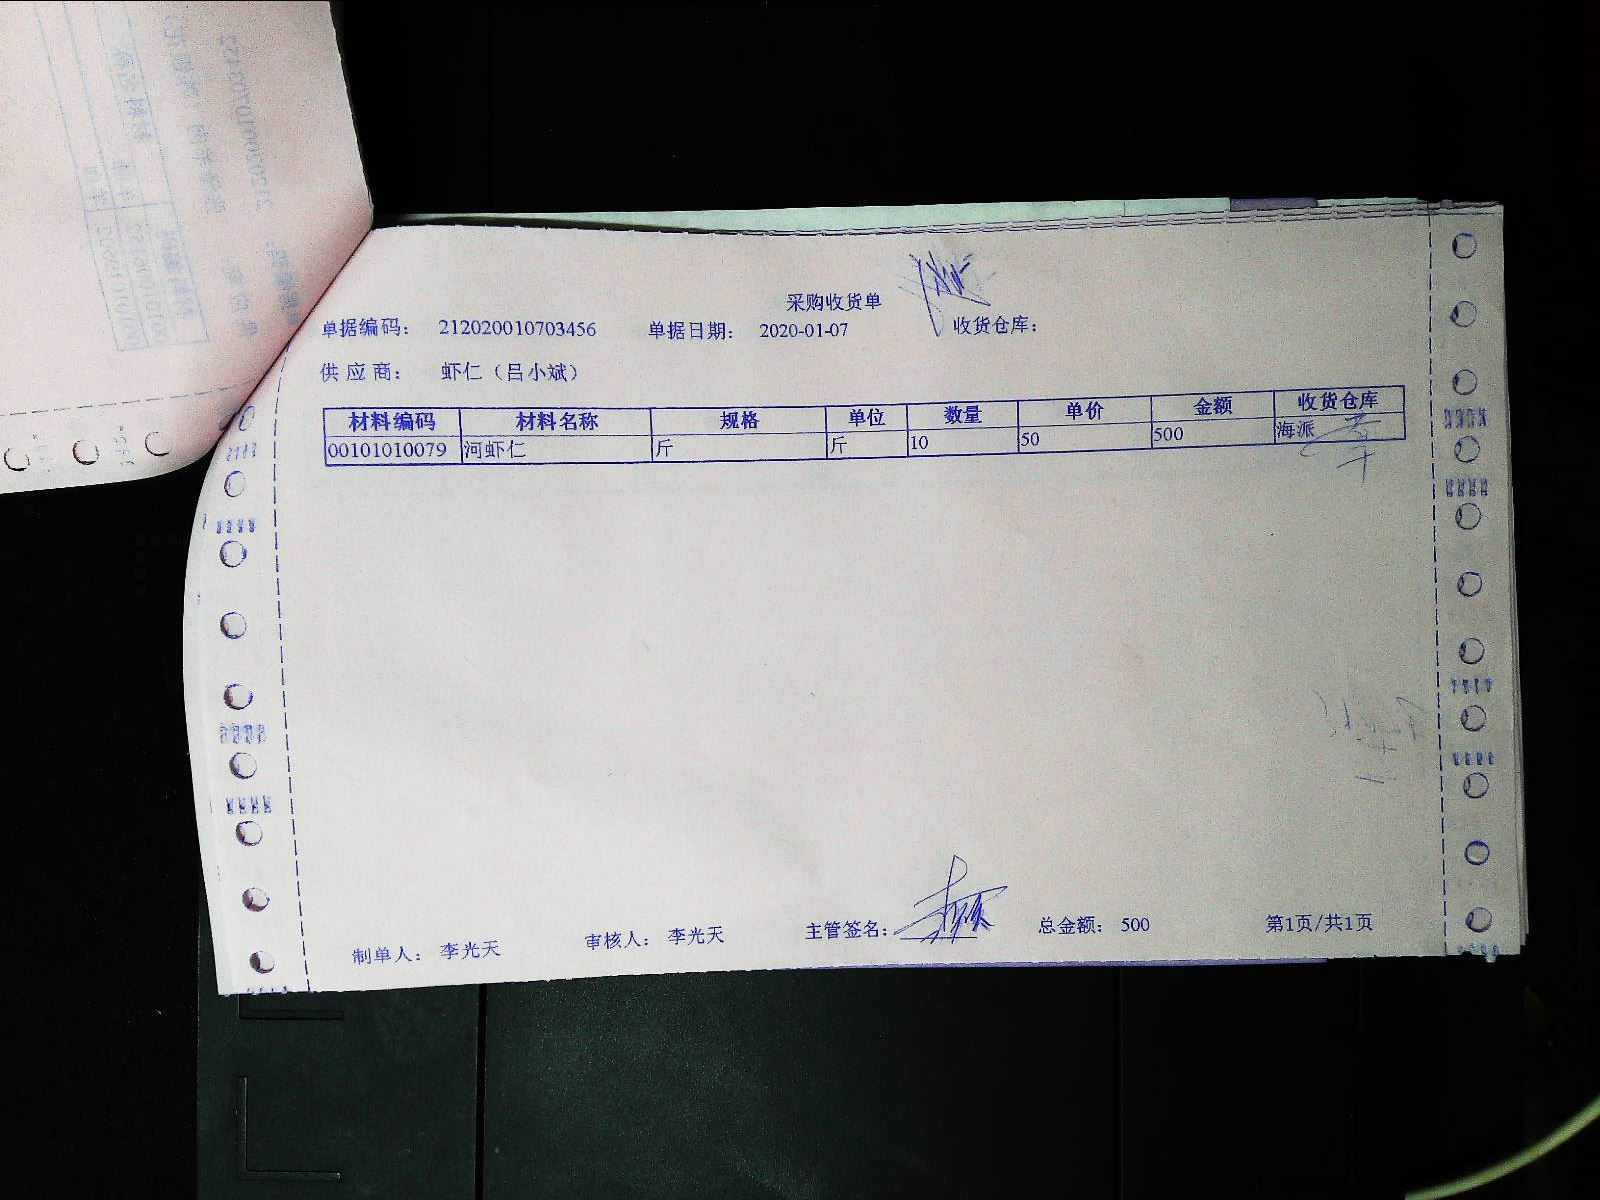 采购收货单
单据编码： 212020010703456 单据日期： 2020-01-07 收货仓库：
供应商： 虾仁（吕小斌）
材料编码 材料名称 规格 单位 数量 单价 金额 收货仓库
00101010079 河虾仁 斤 斤 10 50 500 海派
制单人： 李光天 审核人： 李光天 主管签名： 总金额： 500 第1页/共1页